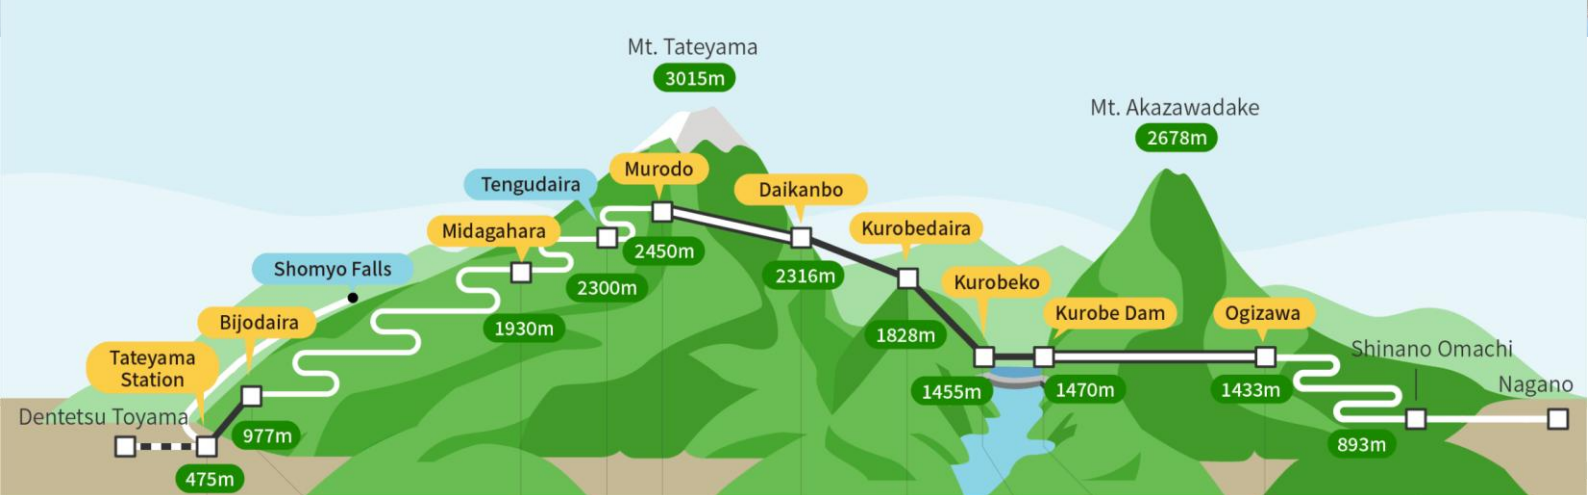 Mt. Tateyama
3015m
Mt. Akazawadake
2678m
Murodo
Tengudaira
Daikanbo
Midagahara
Kurobedaira
2450m
Shomyo Falls
2316m
2300m
Kurobeko
Bijodaira
1930m
1828m
Kurobe Dam
Ogizawa
Tateyama
Station
Shinano Omachi
Nagano
1455m
1470m
1433m
Dentetsu Toyama
977m
893m
475m